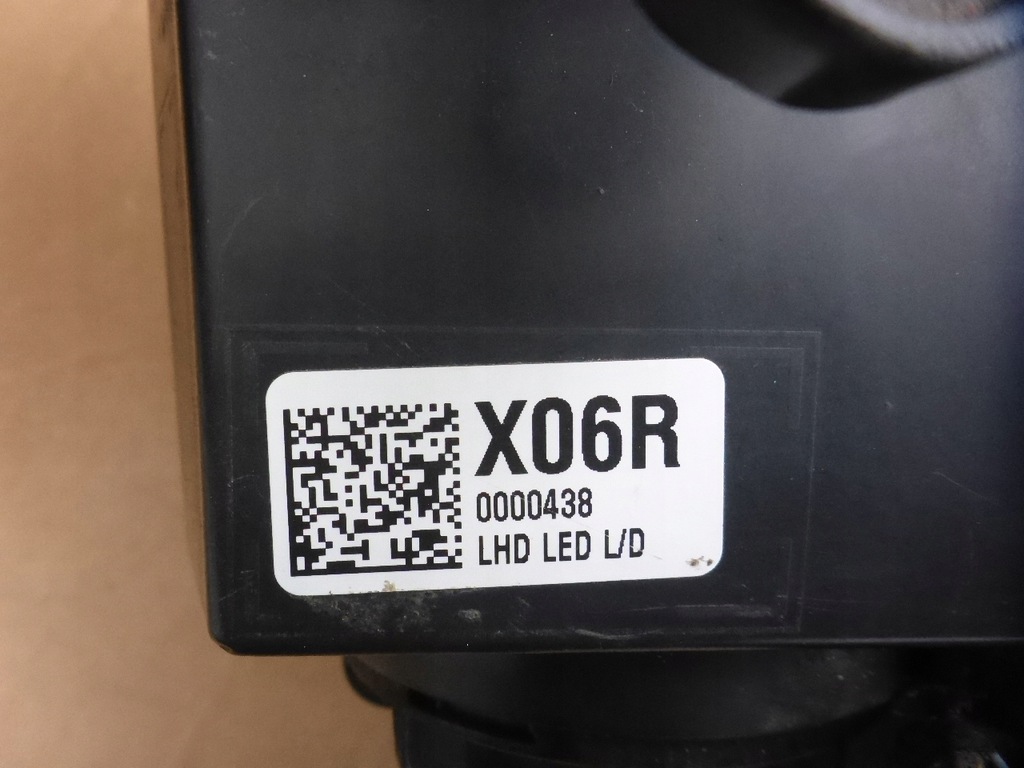 X06R
0000438
LHD LED L/D